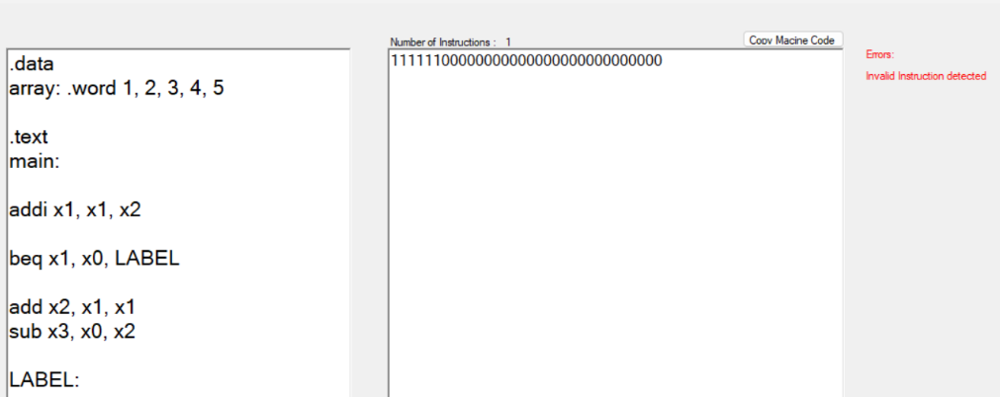 .data
array: .word 1, 2, 3, 4, 5
.text
main:
addi x1, x1, x2
beq x1, x0, LABEL
add x2, x1, x1
sub x3, x0, x2
LABEL:
Number of Instructions : 1
Copy Macine Code
11111100000000000000000000000000
Errors:
Invalid Instruction detected